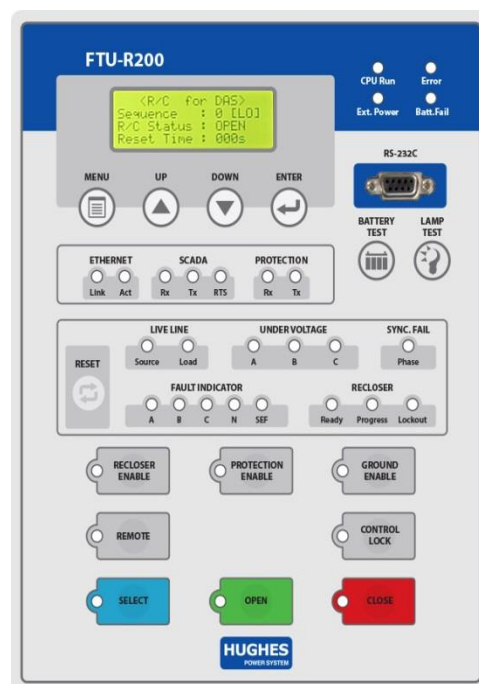 FTU-R200
<R/C for DAS>
Sequence : 0 [LO]
R/C Status : OPEN
Reset Time : 000s
CPU Run Error
Ext. Power Batt.Fail
RS-232C
MENU UP DOWN ENTER
BATTERY TEST LAMP TEST
ETHERNET SCADA PROTECTION
Link Act Rx Tx RTS Rx Tx
LIVE LINE UNDER VOLTAGE SYNC. FAIL
Source Load A B C Phase
RESET
FAULT INDICATOR RECLOSER
A B C N SEF Ready Progress Lockout
RECLOSER ENABLE
PROTECTION ENABLE
GROUND ENABLE
REMOTE
CONTROL LOCK
SELECT OPEN CLOSE
HUGHES
POWER SYSTEM